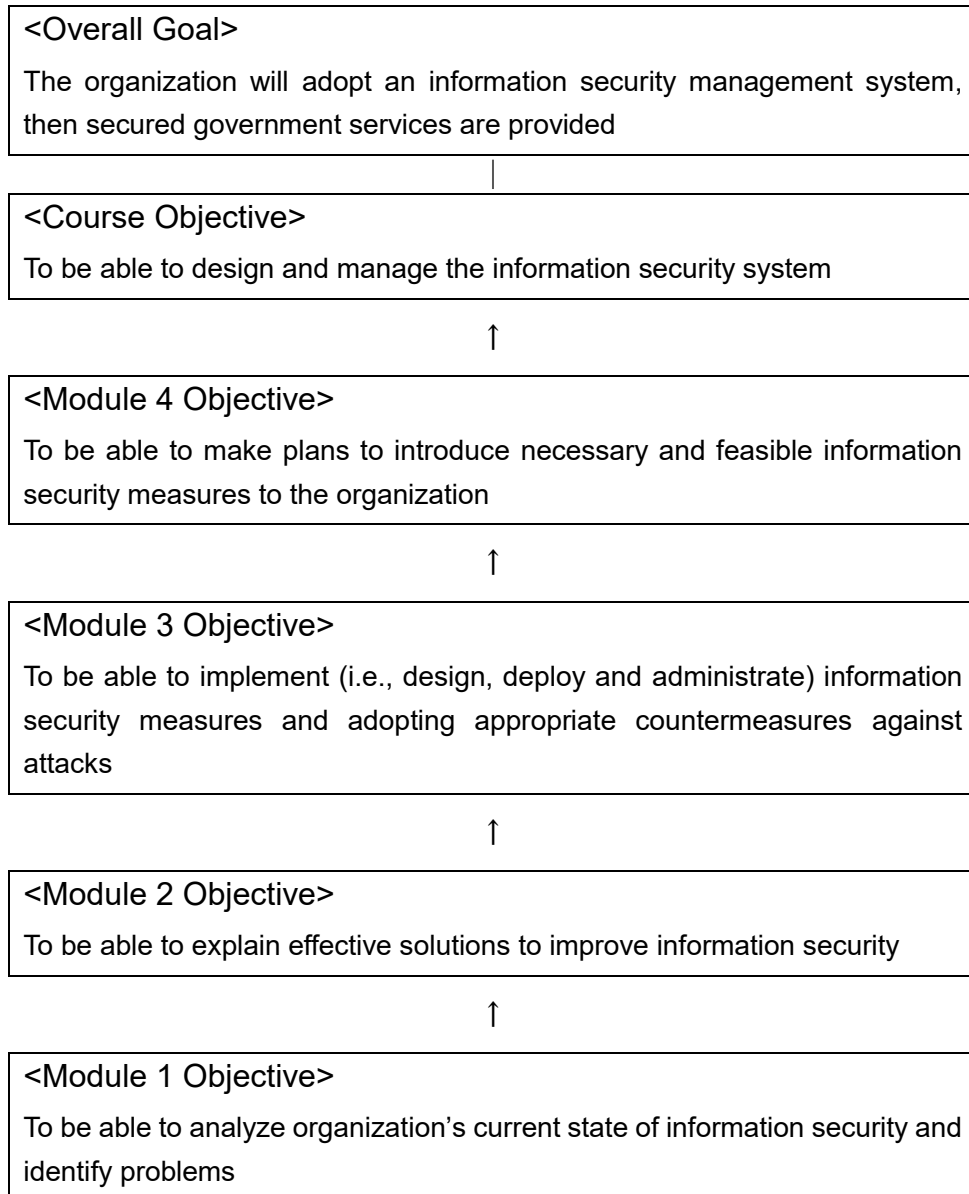 <Overall Goal>
The organization will adopt an information security management system,
then secured government services are provided
<Course Objective>
To be able to design and manage the information security system
↑
<Module 4 Objective>
To be able to make plans to introduce necessary and feasible information
security measures to the organization
↑
<Module 3 Objective>
To be able to implement (i.e., design, deploy and administrate) information
security measures and adopting appropriate countermeasures against
attacks
↑
<Module 2 Objective>
To be able to explain effective solutions to improve information security
↑
<Module 1 Objective>
To be able to analyze organization’s current state of information security and
identify problems